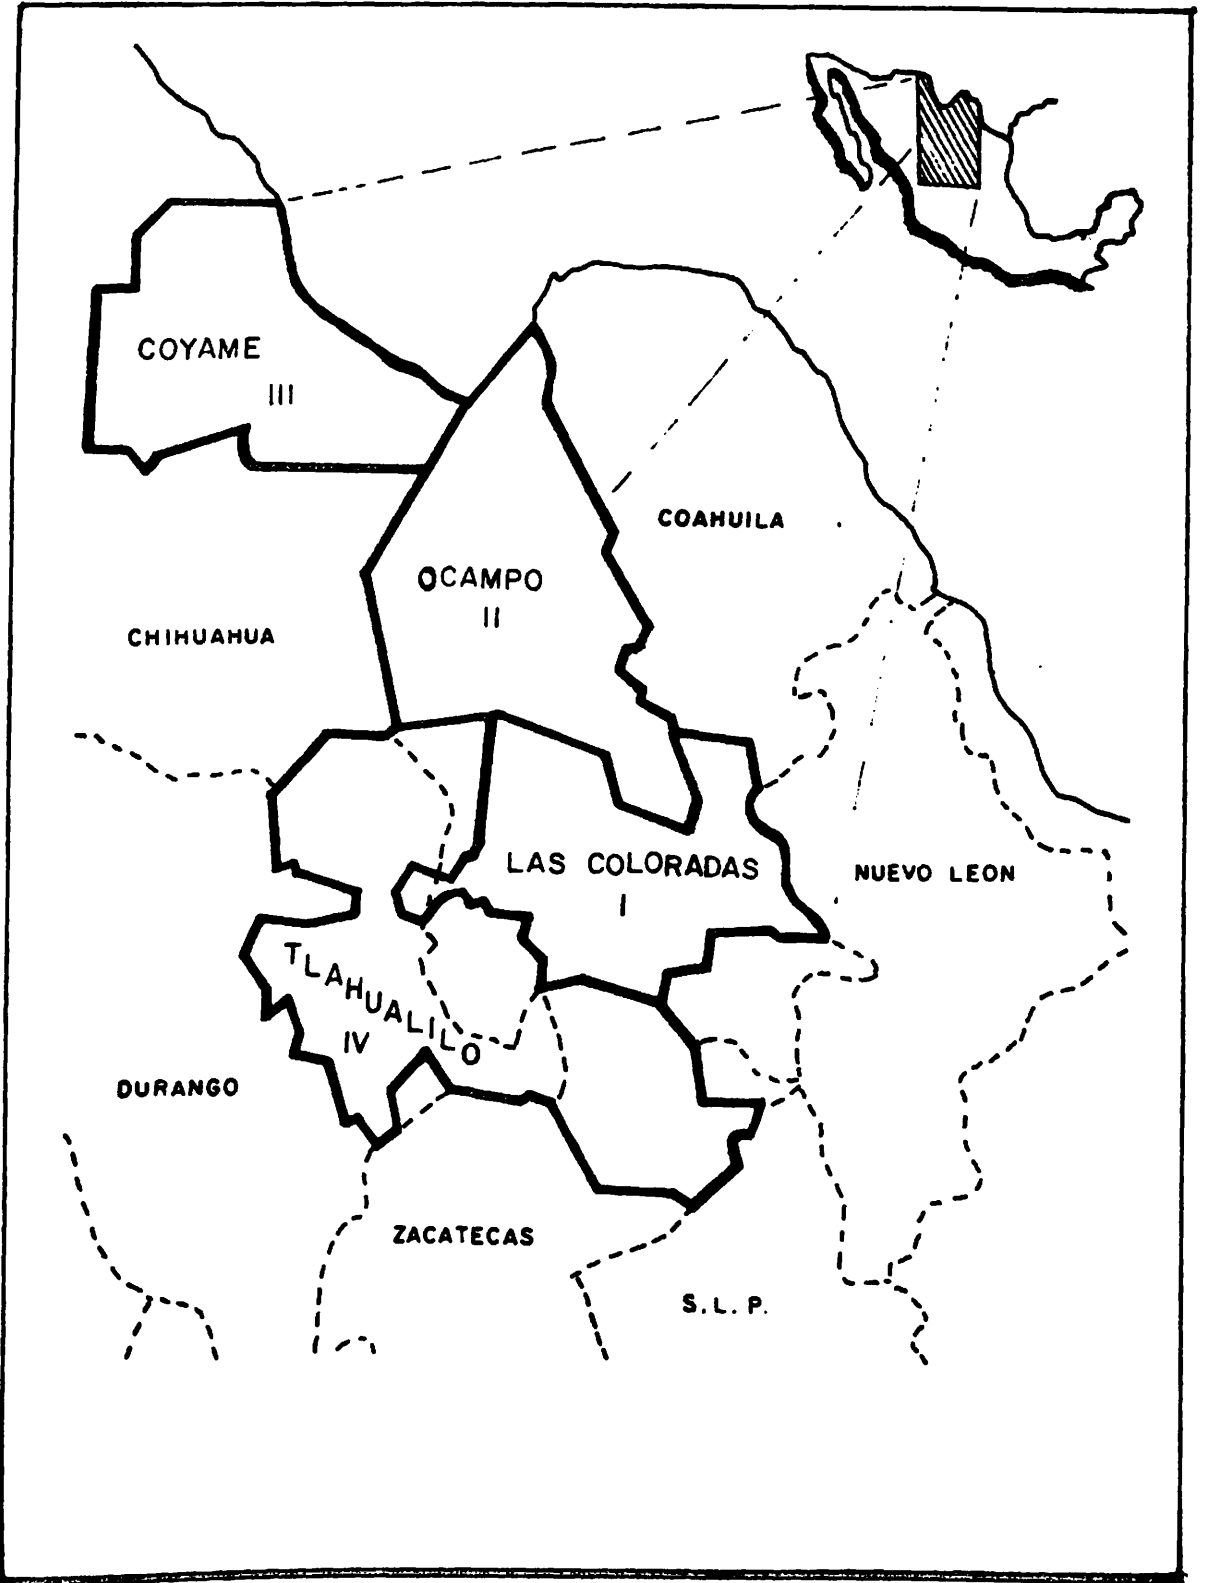 COYAME
III
COAHUILA
OCAMPO
II
CHIHUAHUA
LAS COLORADAS
I
NUEVO LEON
TLAHUALILO
IV
DURANGO
ZACATECAS
S.L.P.